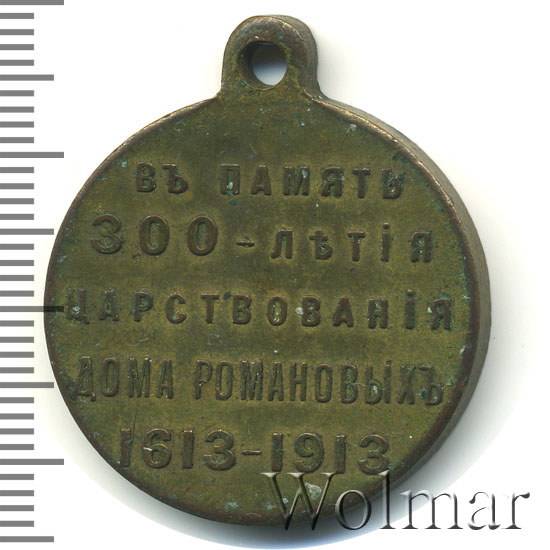 ВЪ ПАМЯТЬ
300-ЛѢТІЯ
ЦАРСТВОВАНІЯ
ДОМА РОМАНОВЫХЪ
1613-1913
Wolmar